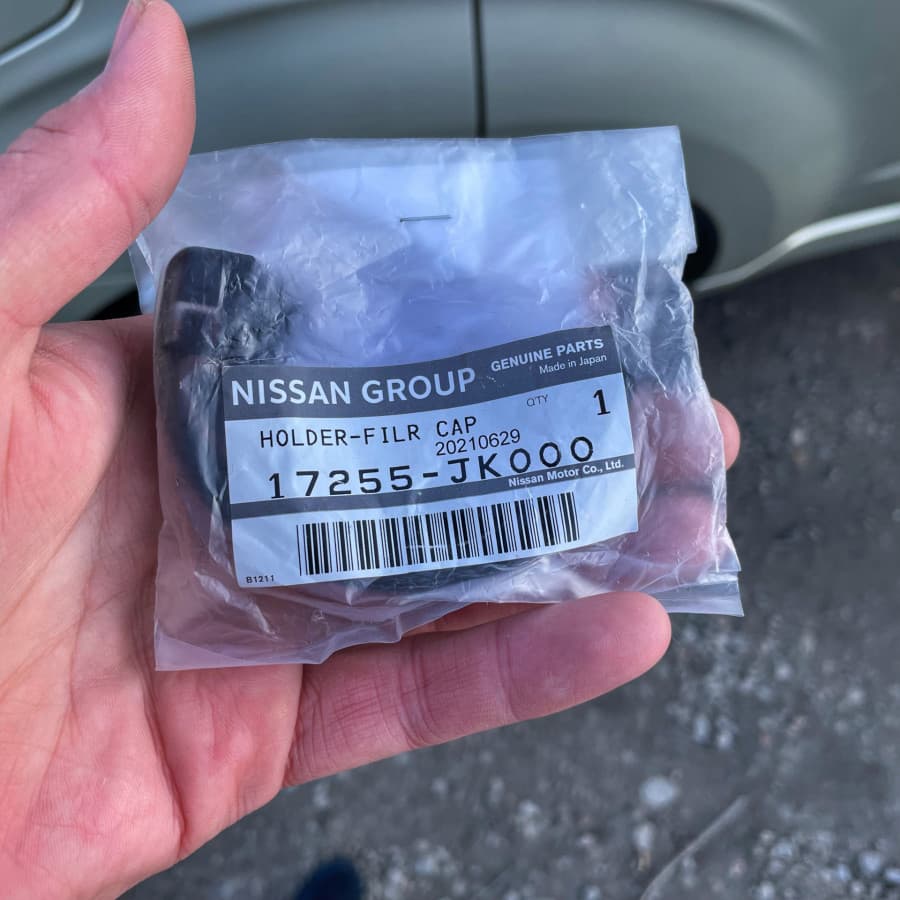 NISSAN GROUP
GENUINE PARTS
Made in Japan
HOLDER-FILR CAP
QTY 1
20210629
17255-JK000
Nissan Motor Co., Ltd.
B1211